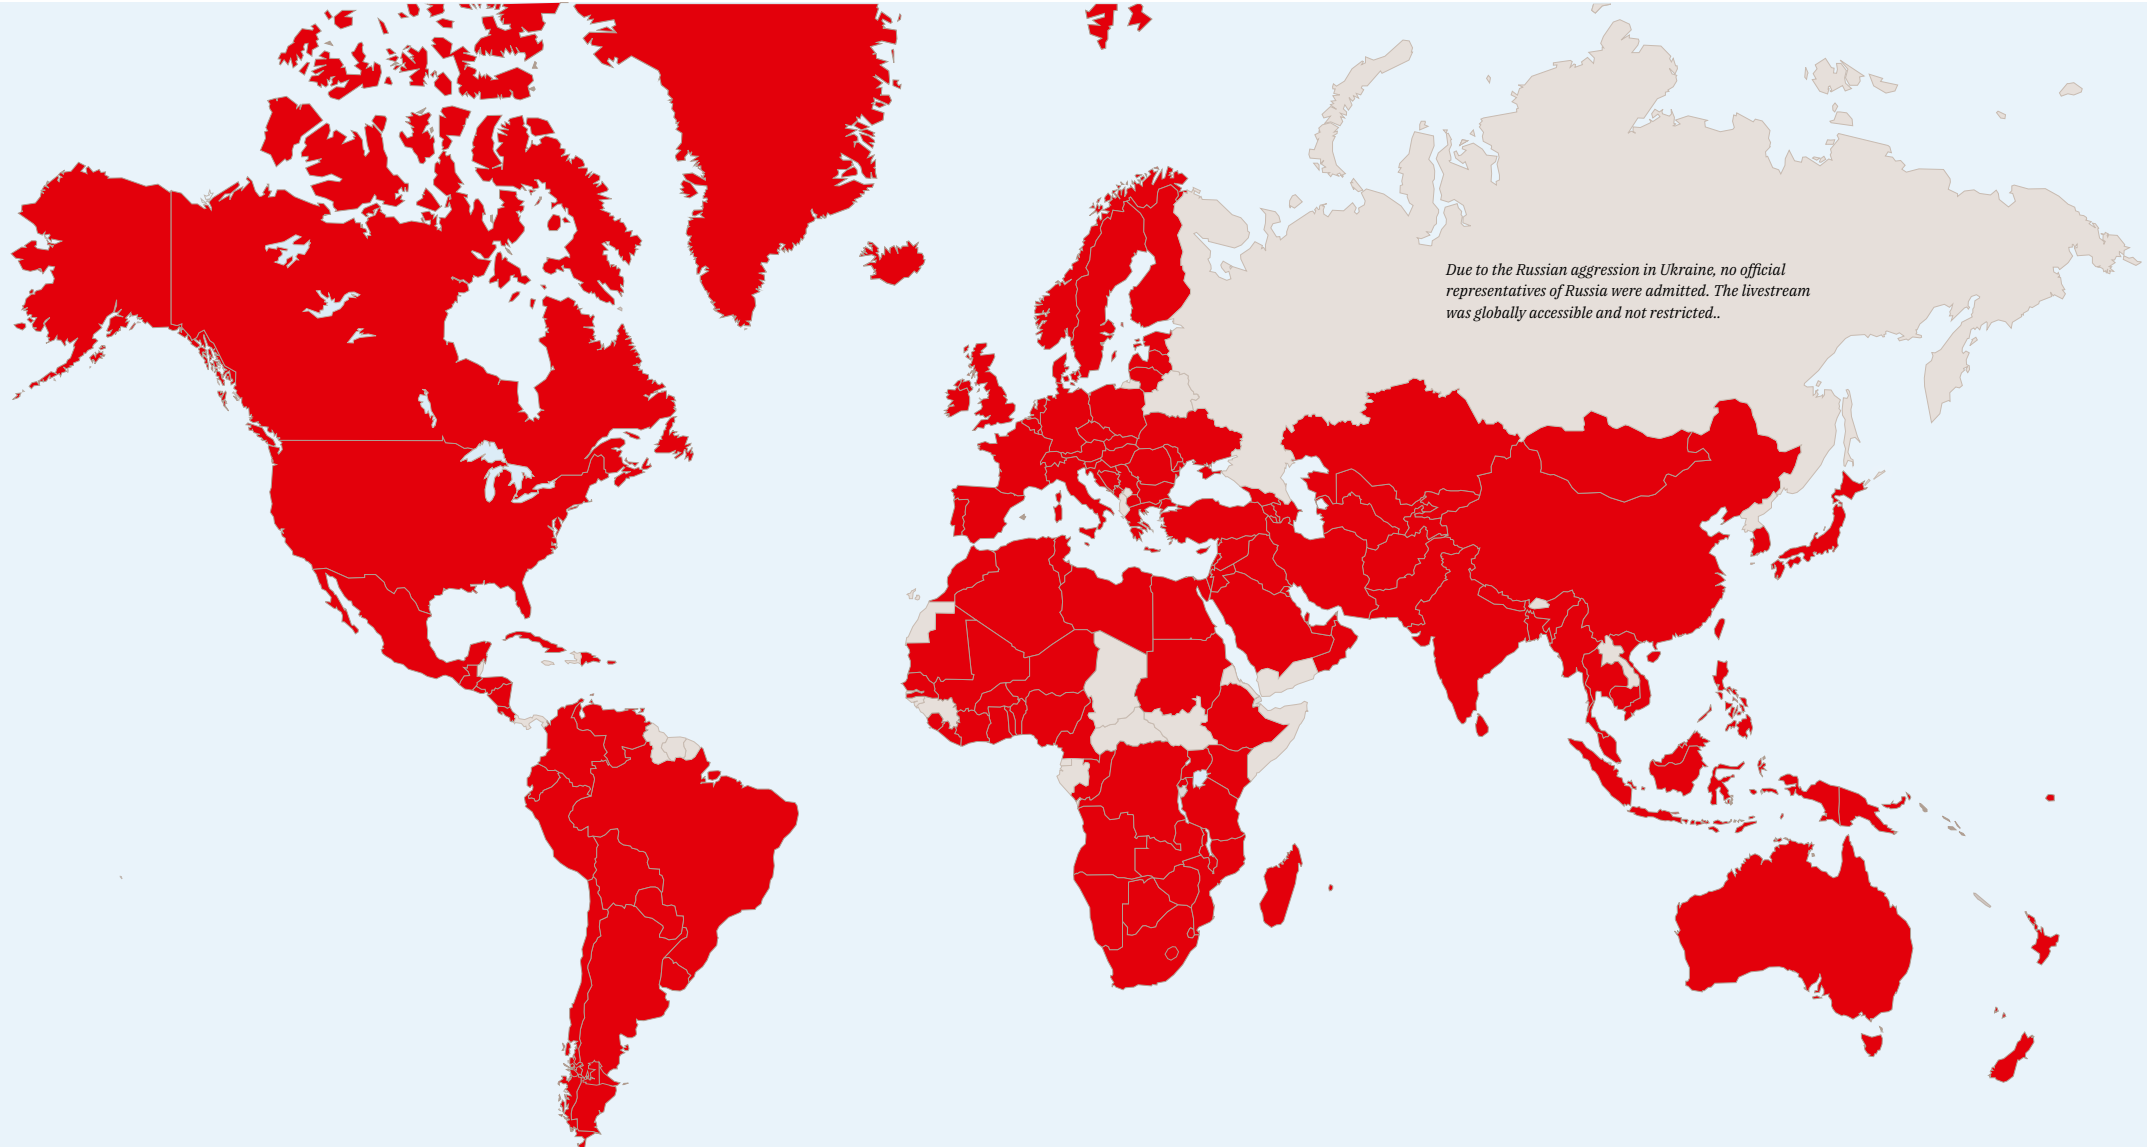 Due to the Russian aggression in Ukraine, no official
representatives of Russia were admitted. The livestream
was globally accessible and not restricted..